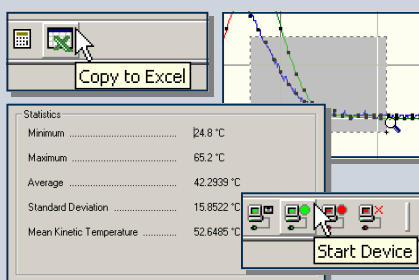 Copy to Excel
Statistics
Minimum ........................................ 24.8 °C
Maximum ....................................... 65.2 °C
Average ......................................... 42.2939 °C
Standard Deviation ........................ 15.8522 °C
Mean Kinetic Temperature ............. 52.6485 °C
Start Device